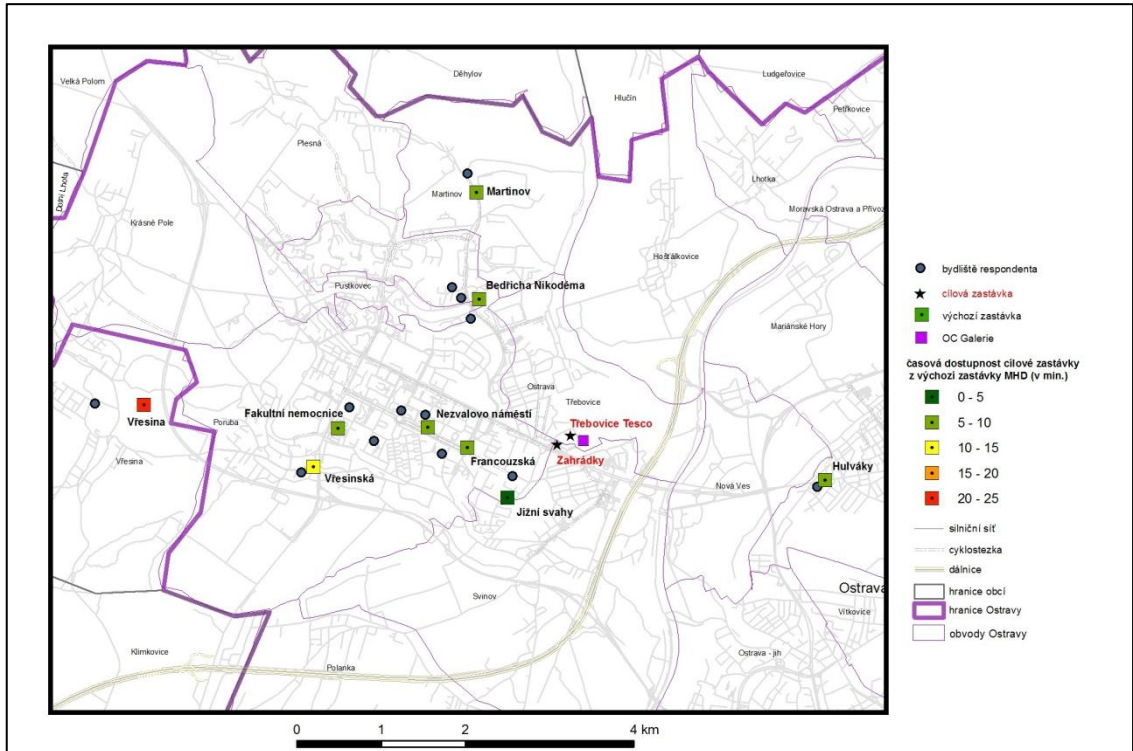 Velká Polom
Děhylov
Ludgeřovice
Hlučín
Petřkovice
Plesná
Dolní Lhota
Martinov
Martinov
Lhotka
Moravská Ostrava a Přívoz
Krásné Pole
Hošťálkovice
Pustkovec
Bedřicha Nikodéma
Mariánské Hory
Ostrava
Třebovice
Fakultní nemocnice
Nezvalovo náměstí
Vřesina
Poruba
Třebovice Tesco
Zahrádky
Francouzská
Vřesina
Vřesinská
Nová Ves
Hulváky
Jižní svahy
Ostrava
Svinov
Vítkovice
Klimkovice
Polanka
Ostrava - jih
bydliště respondenta
cílová zastávka
výchozí zastávka
OC Galerie
časová dostupnost cílové zastávky
z výchozí zastávky MHD (v min.)
0 - 5
5 - 10
10 - 15
15 - 20
20 - 25
silniční síť
cyklostezka
dálnice
hranice obcí
hranice Ostravy
obvody Ostravy
0 1 2 4 km